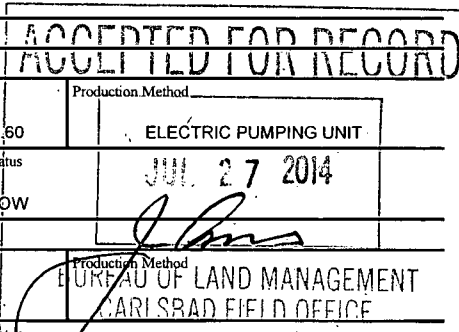 ACCEPTED FOR RECORD
Production Method
60 ELECTRIC PUMPING UNIT
atus
JUL 27 2014
OW
Production Method
BUREAU OF LAND MANAGEMENT
CARLSBAD FIELD OFFICE